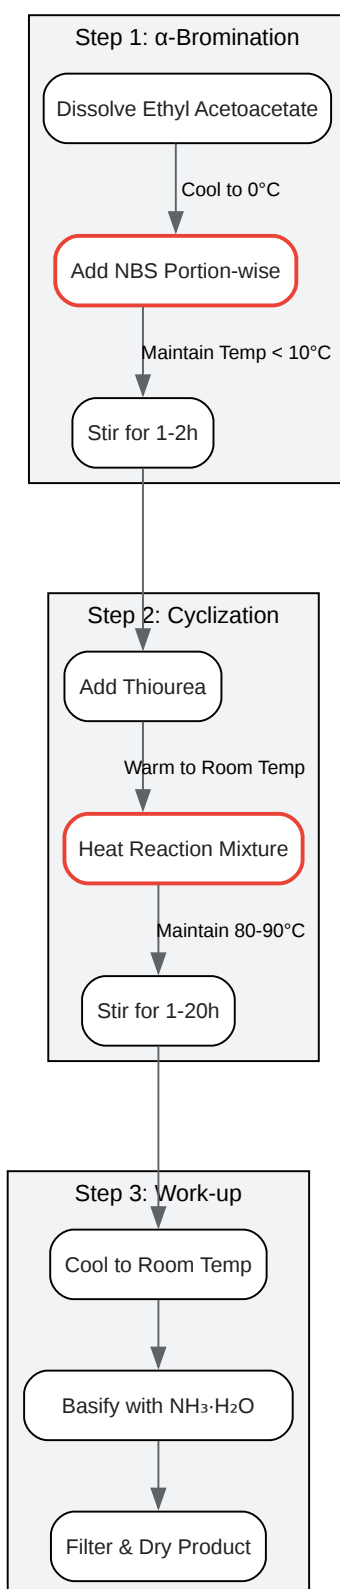 Step 1: α-Bromination
Dissolve Ethyl Acetoacetate
Cool to 0°C
Add NBS Portion-wise
Maintain Temp < 10°C
Stir for 1-2h
Step 2: Cyclization
Add Thiourea
Warm to Room Temp
Heat Reaction Mixture
Maintain 80-90°C
Stir for 1-20h
Step 3: Work-up
Cool to Room Temp
Basify with NH₃·H₂O
Filter & Dry Product